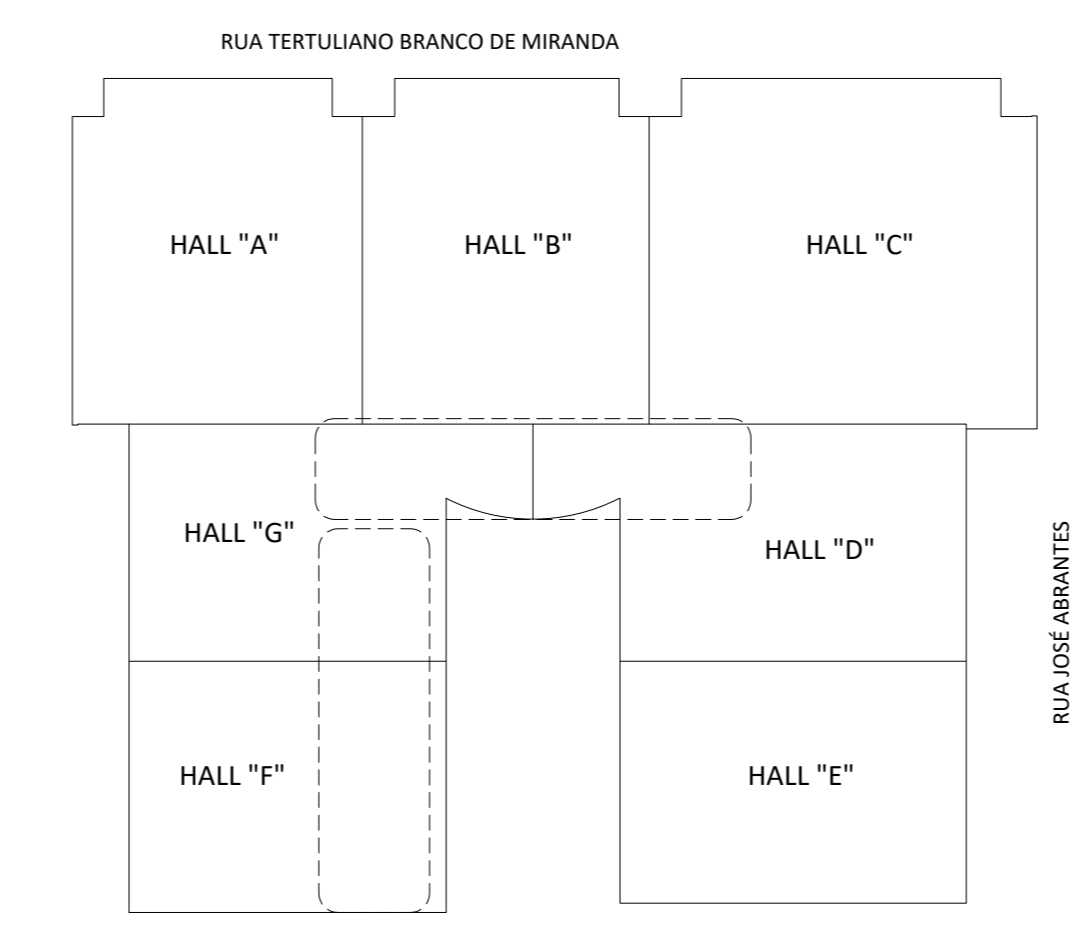 RUA TERTULIANO BRANCO DE MIRANDA
HALL "A"
HALL "B"
HALL "C"
HALL "G"
HALL "D"
RUA JOSÉ ABRANTES
HALL "F"
HALL "E"